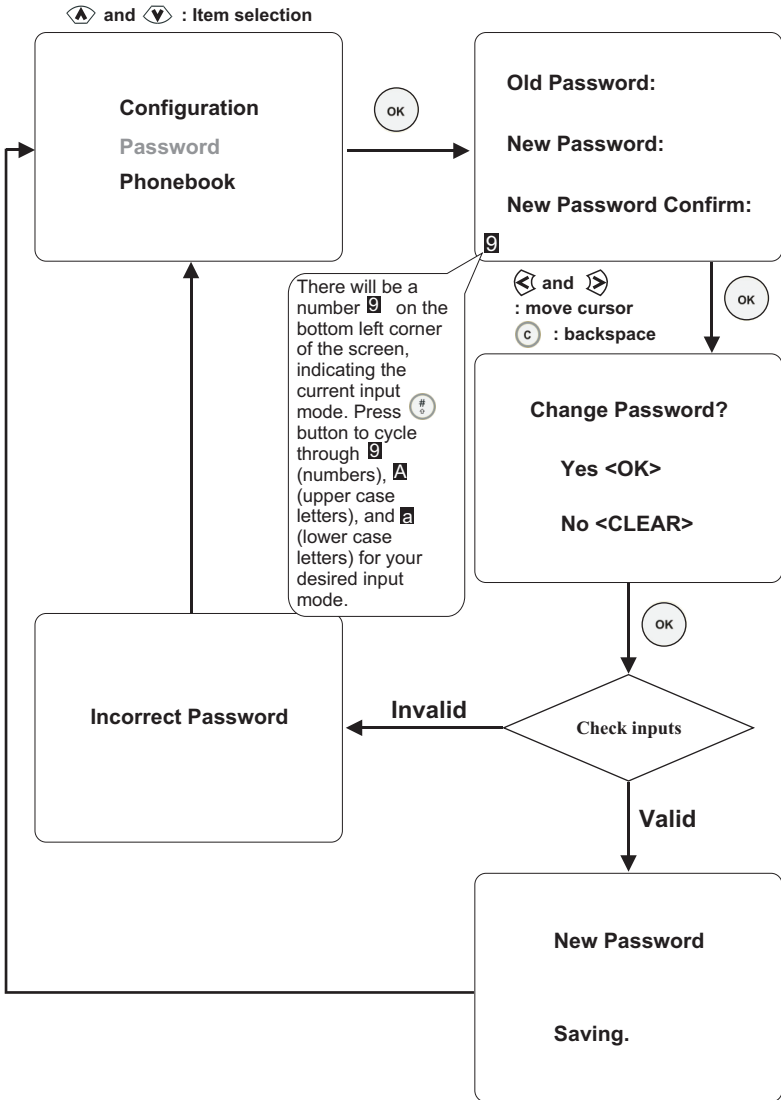 and : Item selection
Configuration
Password
Phonebook
OK
Old Password:
New Password:
New Password Confirm:
9
There will be a
number 9 on the
bottom left corner
of the screen,
indicating the
current input
mode. Press #
button to cycle
through 9
(numbers), A
(upper case
letters), and a
(lower case
letters) for your
desired input
mode.
and
: move cursor
C : backspace
OK
Change Password?
Yes <OK>
No <CLEAR>
OK
Check inputs
Invalid
Incorrect Password
Valid
New Password
Saving.